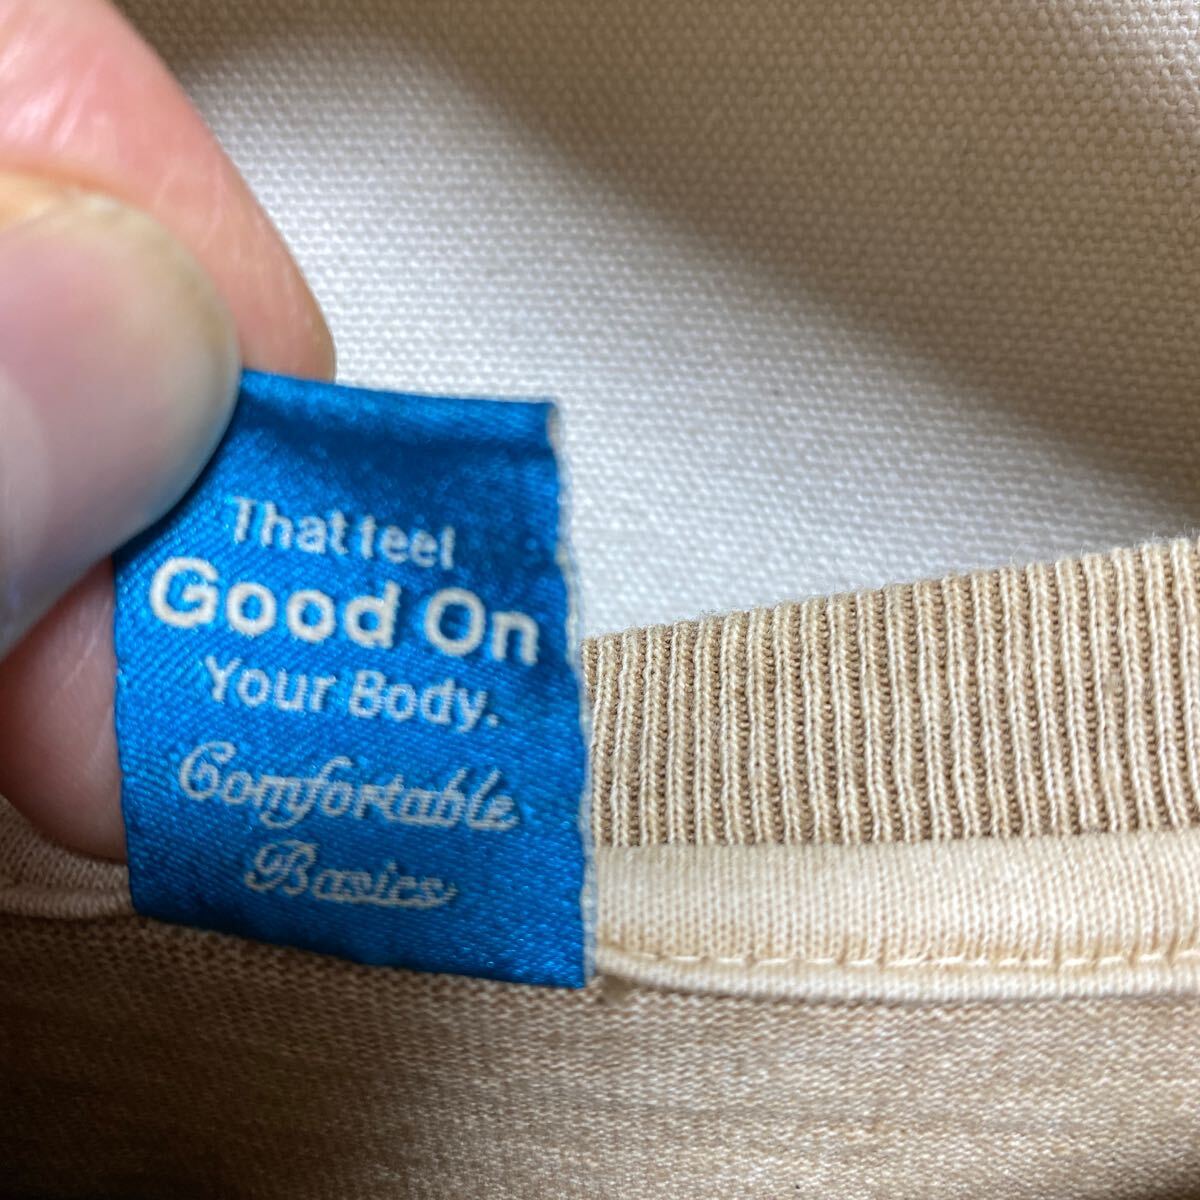 That feel
Good On
Your Body.
Comfortable
Basics